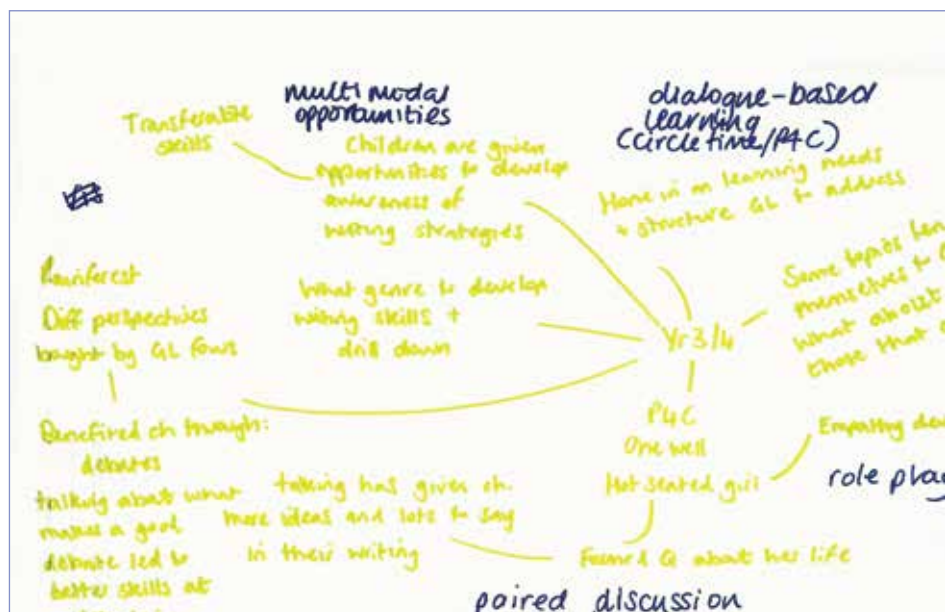 multi modal
opportunities
dialogue-based
learning
(circle time/P4C)
Transferable
skills
Children are given
opportunities to develop
awareness of
writing strategies
Hone in on learning needs
+ structure GL to address
Rainforest
Diff perspectives
bought by GL focus
What genre to develop
writing skills +
drill down
Yr 3/4
Some topics
themselves to
what about
those that
Benefired ch through:
debates
talking about what
makes a good
debate led to
better skills at
talking has given ch.
more ideas and lots to say
in their writing
P4C
One well
Hot seated girl
Formed Q about her life
Empathy
role play
paired discussion